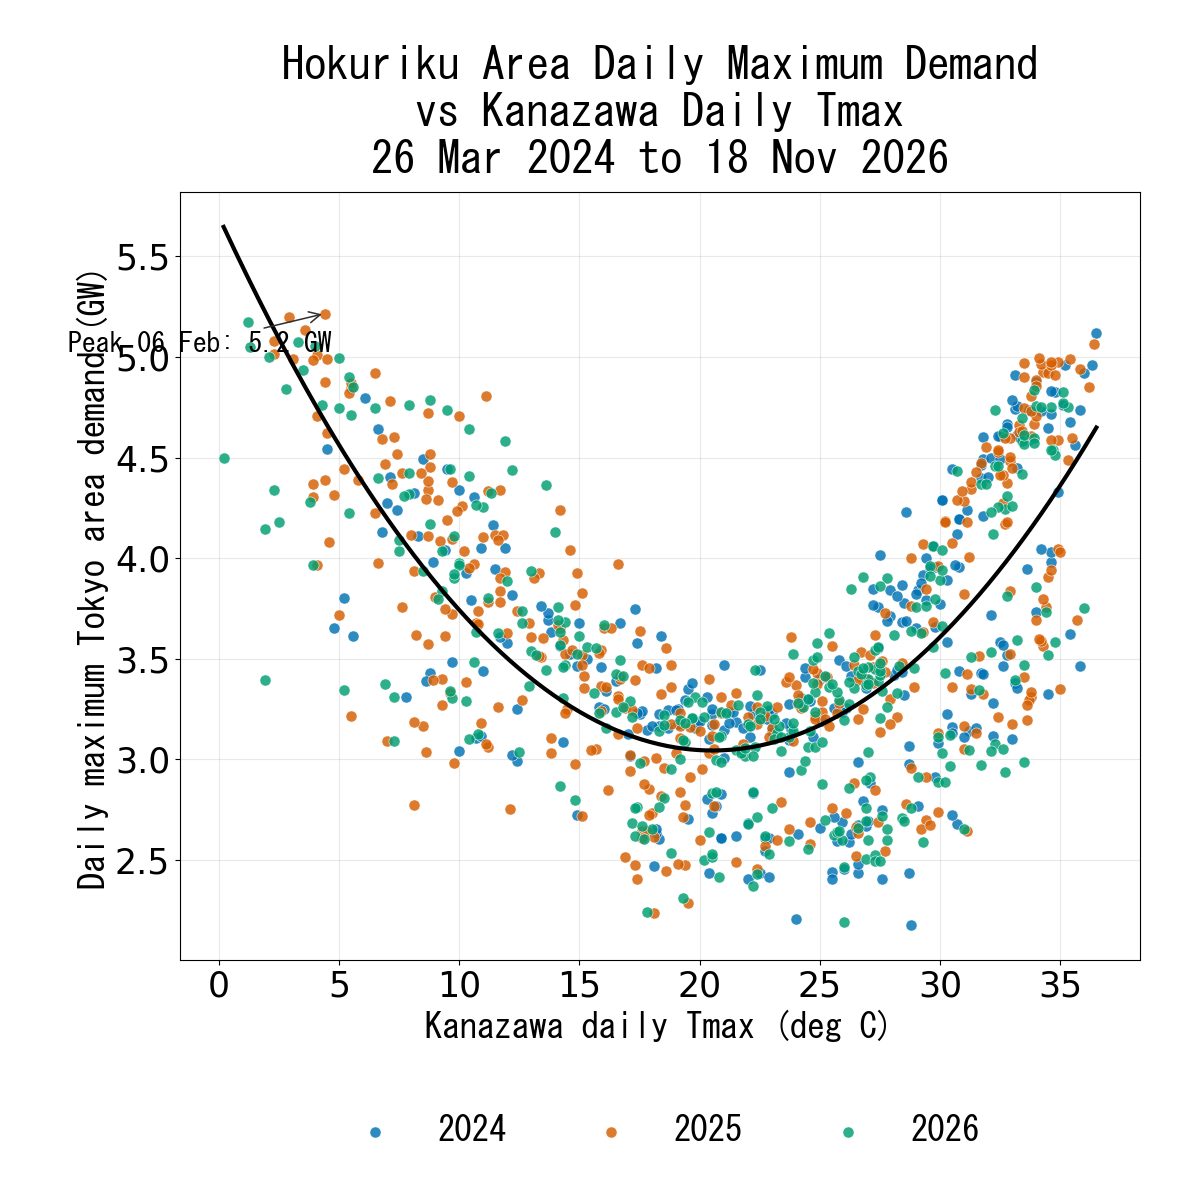 Hokuriku Area Daily Maximum Demand
vs Kanazawa Daily Tmax
26 Mar 2024 to 18 Nov 2026
Daily maximum Tokyo area demand (GW)
5.5
5.0
4.5
4.0
3.5
3.0
2.5
Peak 06 Feb: 5.2 GW
0 5 10 15 20 25 30 35
Kanazawa daily Tmax (deg C)
2024 2025 2026